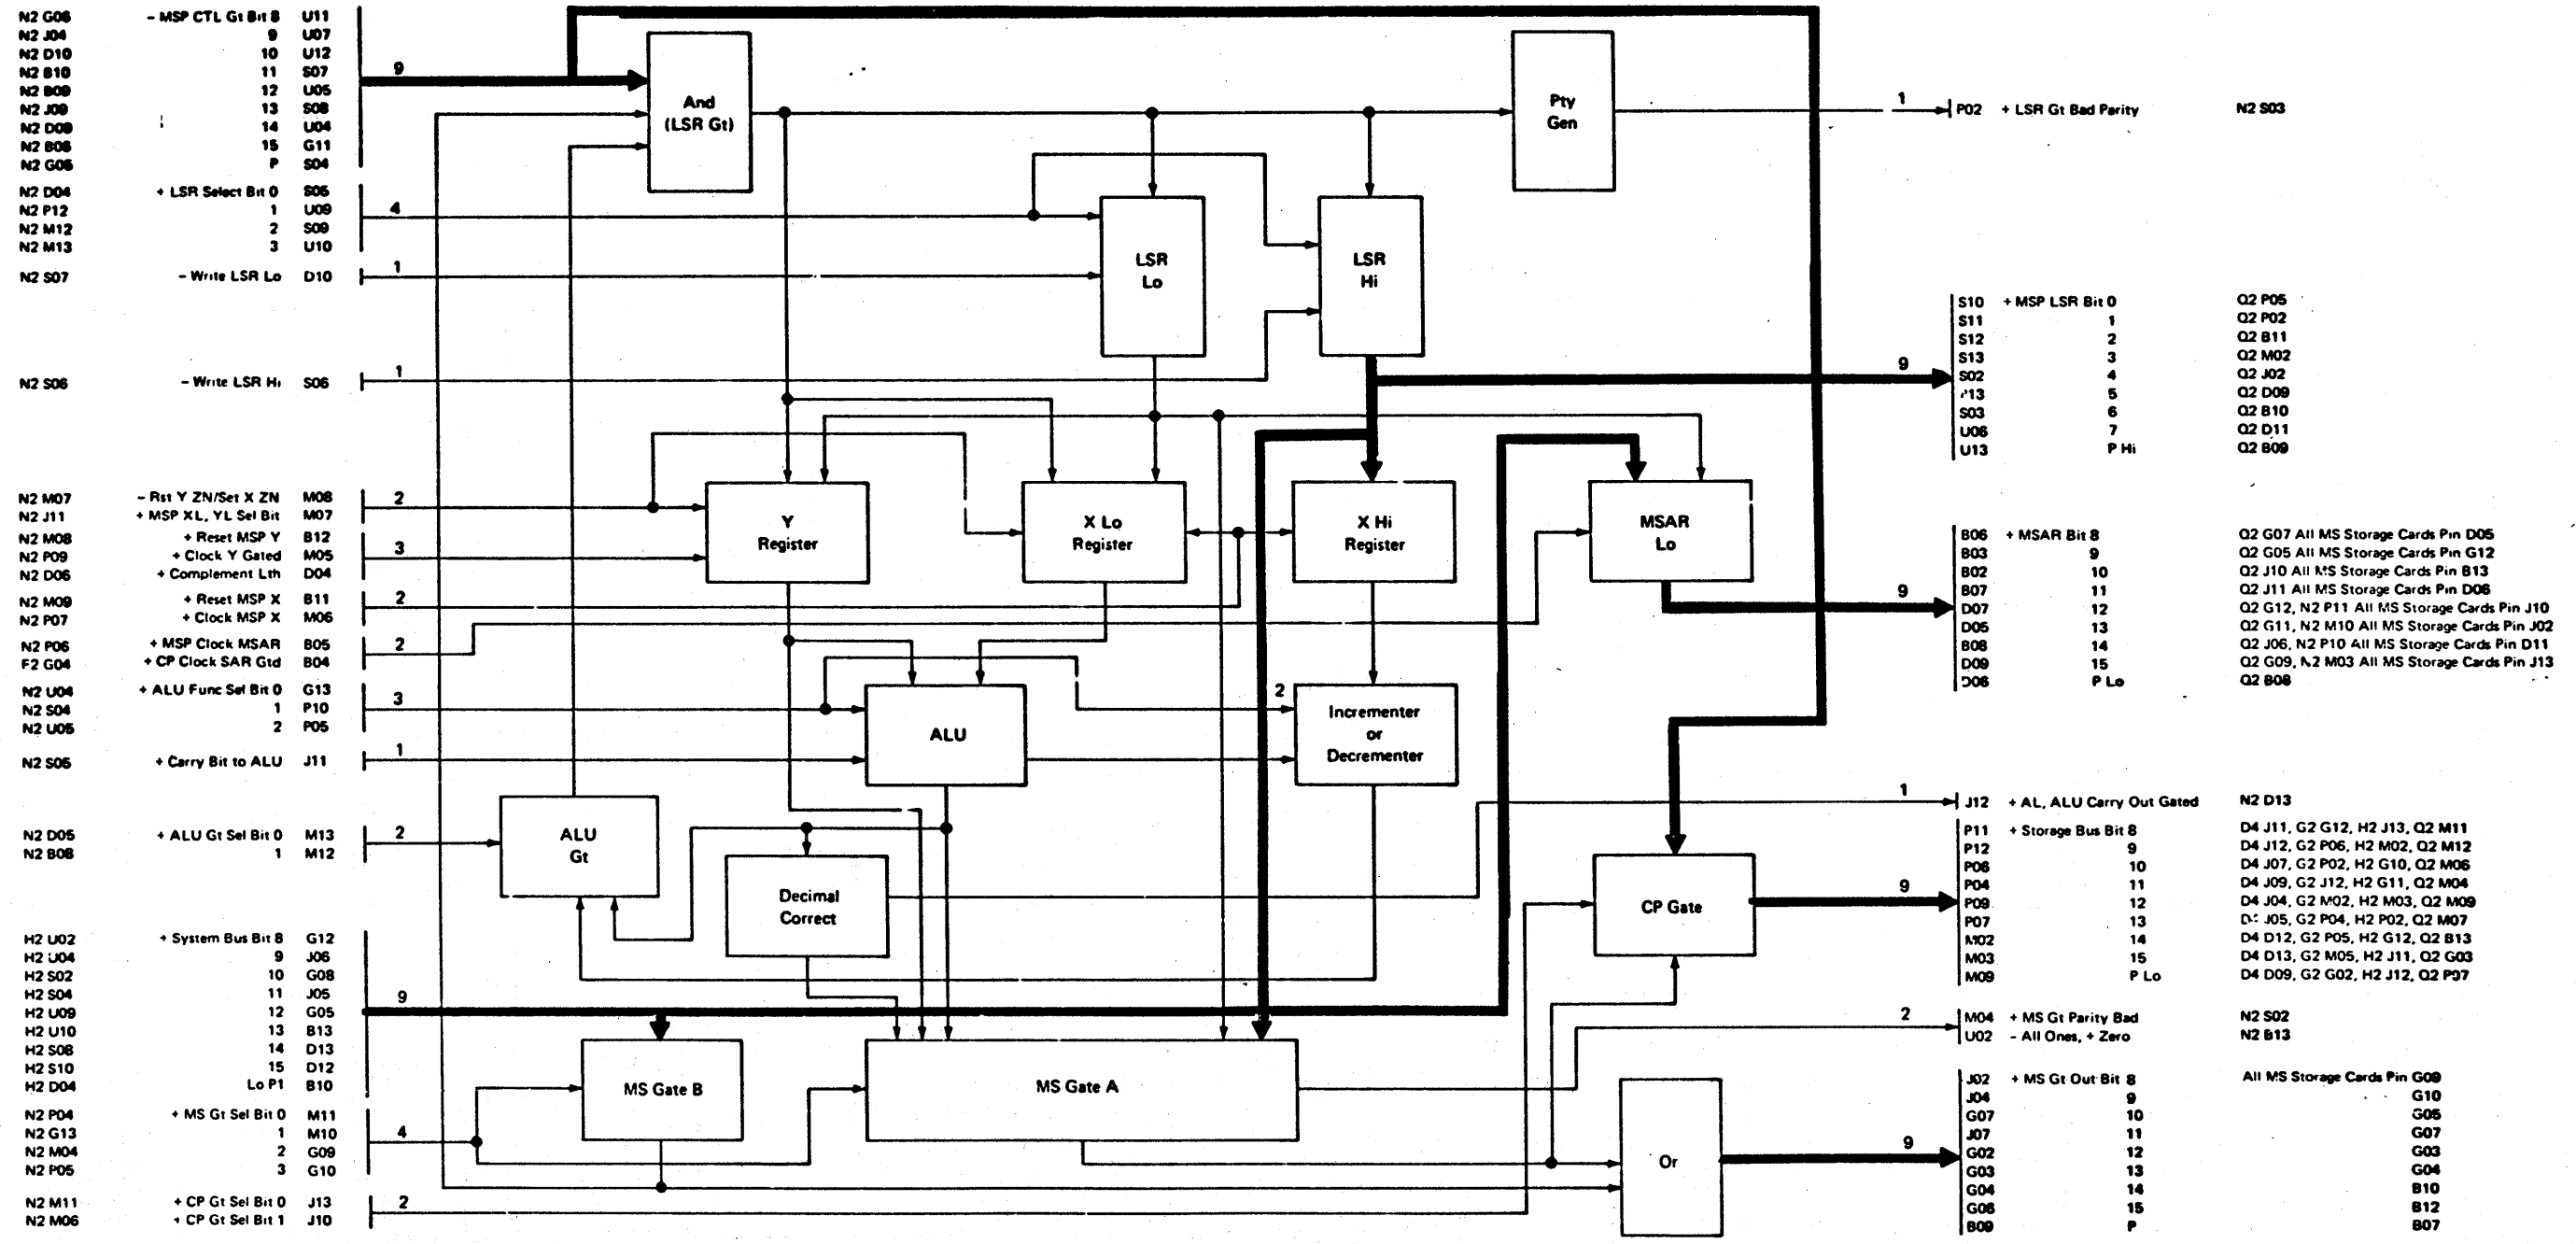 N2 G06 - MSP CTL Gt Bit 8 U11
N2 J04 9 U07
N2 D10 10 U12
N2 B10 11 S07
N2 B09 12 U05
N2 J09 13 S08
N2 D09 14 U04
N2 B06 15 G11
N2 G05 P S04
9
And
(LSR Gt)
Pty
Gen
1
P02 + LSR Gt Bad Parity N2 S03
N2 D04 + LSR Select Bit 0 S05
N2 P12 1 U09
N2 M12 2 S09
N2 M13 3 U10
4
N2 S07 - Write LSR Lo D10
1
LSR
Lo
LSR
Hi
N2 S06 - Write LSR Hi S06
1
9
S10 + MSP LSR Bit 0 Q2 P05
S11 1 Q2 P02
S12 2 Q2 B11
S13 3 Q2 M02
S02 4 Q2 J02
P13 5 Q2 D09
S03 6 Q2 B10
U06 7 Q2 D11
U13 P Hi Q2 B09
N2 M07 - Rst Y ZN/Set X ZN M08
N2 J11 + MSP XL, YL Sel Bit M07
2
N2 M08 + Reset MSP Y B12
N2 P09 + Clock Y Gated M05
N2 D06 + Complement Lth D04
3
N2 M09 + Reset MSP X B11
N2 P07 + Clock MSP X M06
2
N2 P06 + MSP Clock MSAR B05
F2 G04 + CP Clock SAR Gtd B04
2
Y
Register
X Lo
Register
X Hi
Register
MSAR
Lo
9
B06 + MSAR Bit 8 Q2 G07 All MS Storage Cards Pin D05
B03 9 Q2 G05 All MS Storage Cards Pin G12
B02 10 Q2 J10 All MS Storage Cards Pin B13
B07 11 Q2 J11 All MS Storage Cards Pin D06
D07 12 Q2 G12, N2 P11 All MS Storage Cards Pin J10
D05 13 Q2 G11, N2 M10 All MS Storage Cards Pin J02
B08 14 Q2 J06, N2 P10 All MS Storage Cards Pin D11
D09 15 Q2 G09, N2 M03 All MS Storage Cards Pin J13
D06 P Lo Q2 B08
N2 U04 + ALU Func Sel Bit 0 G13
N2 S04 1 P10
N2 U05 2 P05
3
N2 S05 + Carry Bit to ALU J11
1
ALU
2
Incrementer
or
Decrementer
N2 D05 + ALU Gt Sel Bit 0 M13
N2 B08 1 M12
2
ALU
Gt
Decimal
Correct
CP Gate
1
J12 + AL, ALU Carry Out Gated N2 D13
9
P11 + Storage Bus Bit 8 D4 J11, G2 G12, H2 J13, Q2 M11
P12 9 D4 J12, G2 P06, H2 M02, Q2 M12
P06 10 D4 J07, G2 P02, H2 G10, Q2 M06
P04 11 D4 J09, G2 J12, H2 G11, Q2 M04
P09 12 D4 J04, G2 M02, H2 M03, Q2 M09
P07 13 D4 J05, G2 P04, H2 P02, Q2 M07
M02 14 D4 D12, G2 P05, H2 G12, Q2 B13
M03 15 D4 D13, G2 M05, H2 J11, Q2 G03
M09 P Lo D4 D09, G2 G02, H2 J12, Q2 P07
H2 U02 + System Bus Bit 8 G12
H2 U04 9 J06
H2 S02 10 G08
H2 S04 11 J05
H2 U09 12 G05
H2 U10 13 B13
H2 S08 14 D13
H2 S10 15 D12
H2 D04 Lo P1 B10
9
N2 P04 + MS Gt Sel Bit 0 M11
N2 G13 1 M10
N2 M04 2 G09
N2 P05 3 G10
4
N2 M11 + CP Gt Sel Bit 0 J13
N2 M06 + CP Gt Sel Bit 1 J10
2
MS Gate B
MS Gate A
Or
2
M04 + MS Gt Parity Bad N2 S02
U02 - All Ones, + Zero N2 B13
9
J02 + MS Gt Out Bit 8 All MS Storage Cards Pin G09
J04 9 G10
G07 10 G05
J07 11 G07
G02 12 G03
G03 13 G04
G04 14 B10
G06 15 B12
B09 P B07